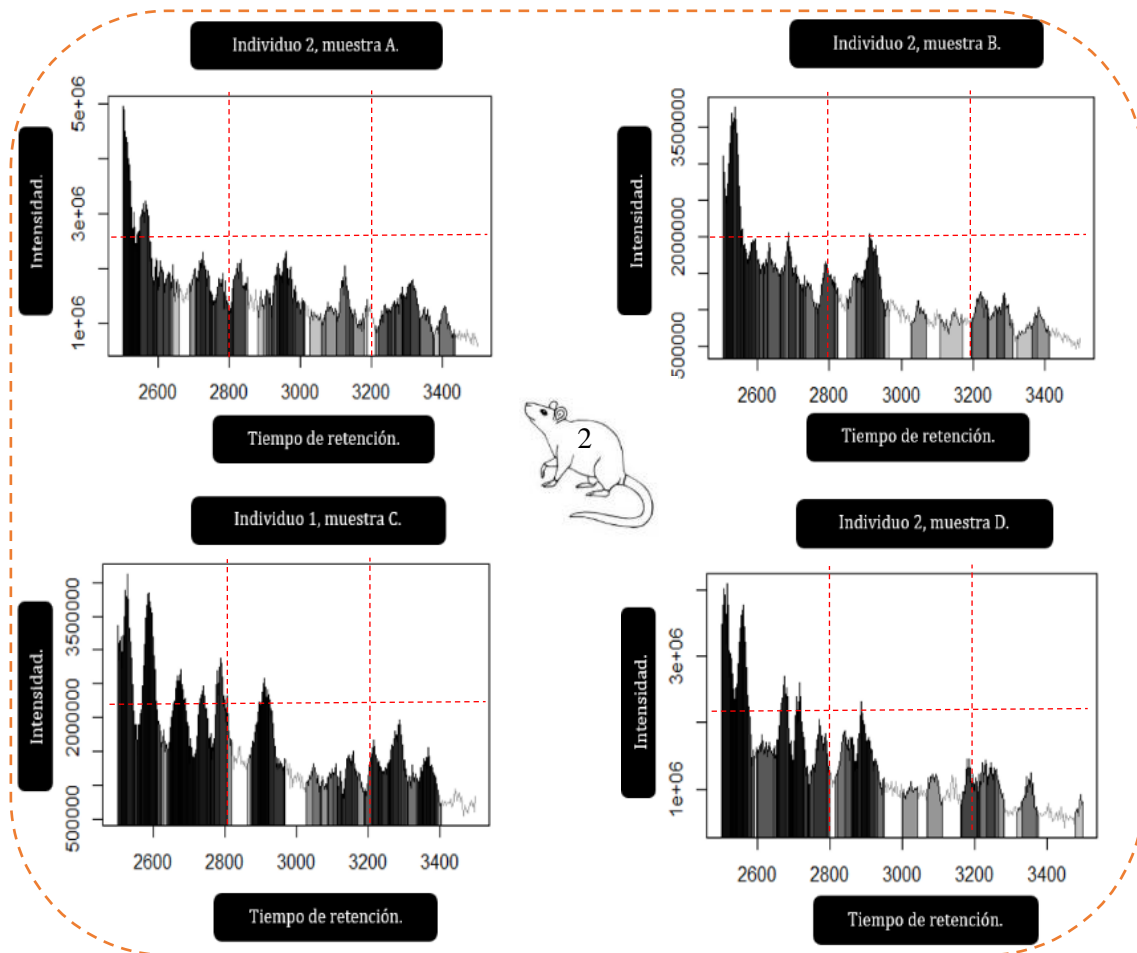 Individuo 2, muestra A.
Intensidad.
5e+06
3e+06
1e+06
2600 2800 3000 3200 3400
Tiempo de retención.
Individuo 2, muestra B.
Intensidad.
3500000
2000000
500000
2600 2800 3000 3200 3400
Tiempo de retención.
2
Individuo 1, muestra C.
Intensidad.
3500000
2000000
500000
2600 2800 3000 3200 3400
Tiempo de retención.
Individuo 2, muestra D.
Intensidad.
3e+06
1e+06
2600 2800 3000 3200 3400
Tiempo de retención.